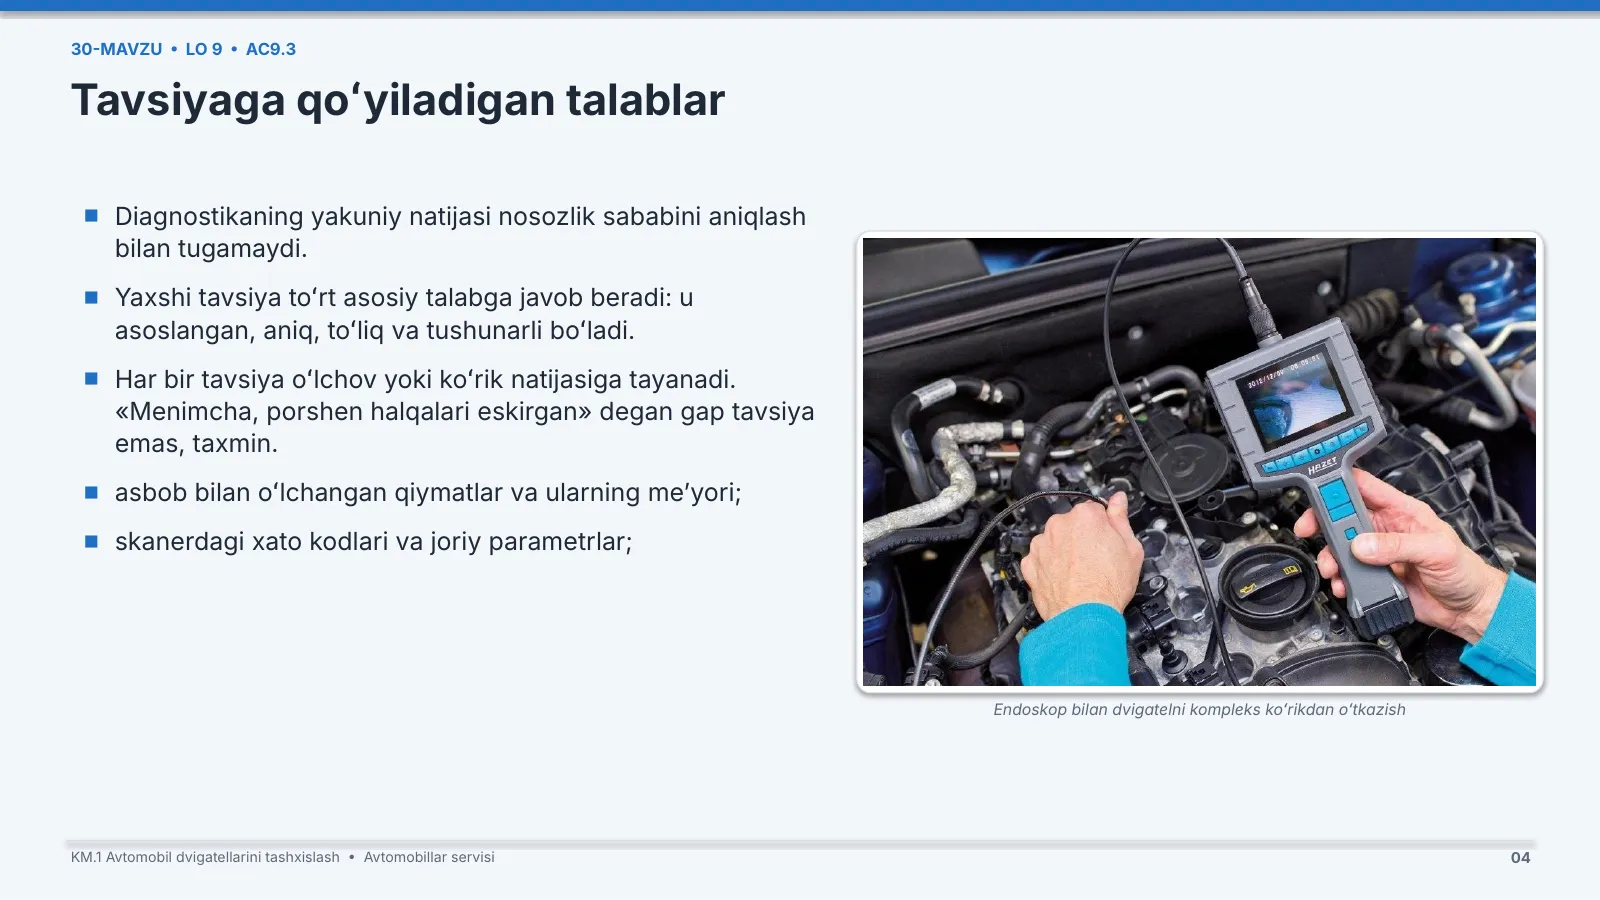 30-MAVZU • LO 9 • AC9.3
Tavsiyaga qoʻyiladigan talablar
Diagnostikaning yakuniy natijasi nosozlik sababini aniqlash
bilan tugamaydi.
Yaxshi tavsiya toʻrt asosiy talabga javob beradi: u
asoslangan, aniq, toʻliq va tushunarli boʻladi.
Har bir tavsiya oʻlchov yoki koʻrik natijasiga tayanadi.
«Menimcha, porshen halqalari eskirgan» degan gap tavsiya
emas, taxmin.
asbob bilan oʻlchangan qiymatlar va ularning meʼyori;
skanerdagi xato kodlari va joriy parametrlar;
HAZET
Endoskop bilan dvigatelni kompleks koʻrikdan oʻtkazish
KM.1 Avtomobil dvigatellarini tashxislash • Avtomobillar servisi
04